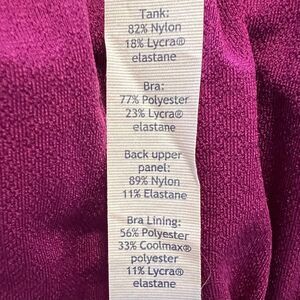 Tank:
82% Nylon
18% Lycra®
elastane
Bra:
77% Polyester
23% Lycra®
elastane
Back upper
panel:
89% Nylon
11% Elastane
Bra Lining:
56% Polyester
33% Coolmax®
polyester
11% Lycra®
elastane